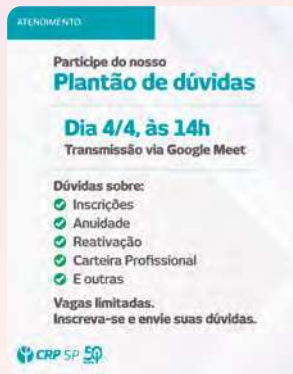 ATENDIMENTO
Participe do nosso
Plantão de dúvidas
Dia 4/4, às 14h
Transmissão via Google Meet
Dúvidas sobre:
Inscrições
Anuidade
Reativação
Carteira Profissional
E outras
Vagas limitadas.
Inscreva-se e envie suas dúvidas.
CRP SP 50